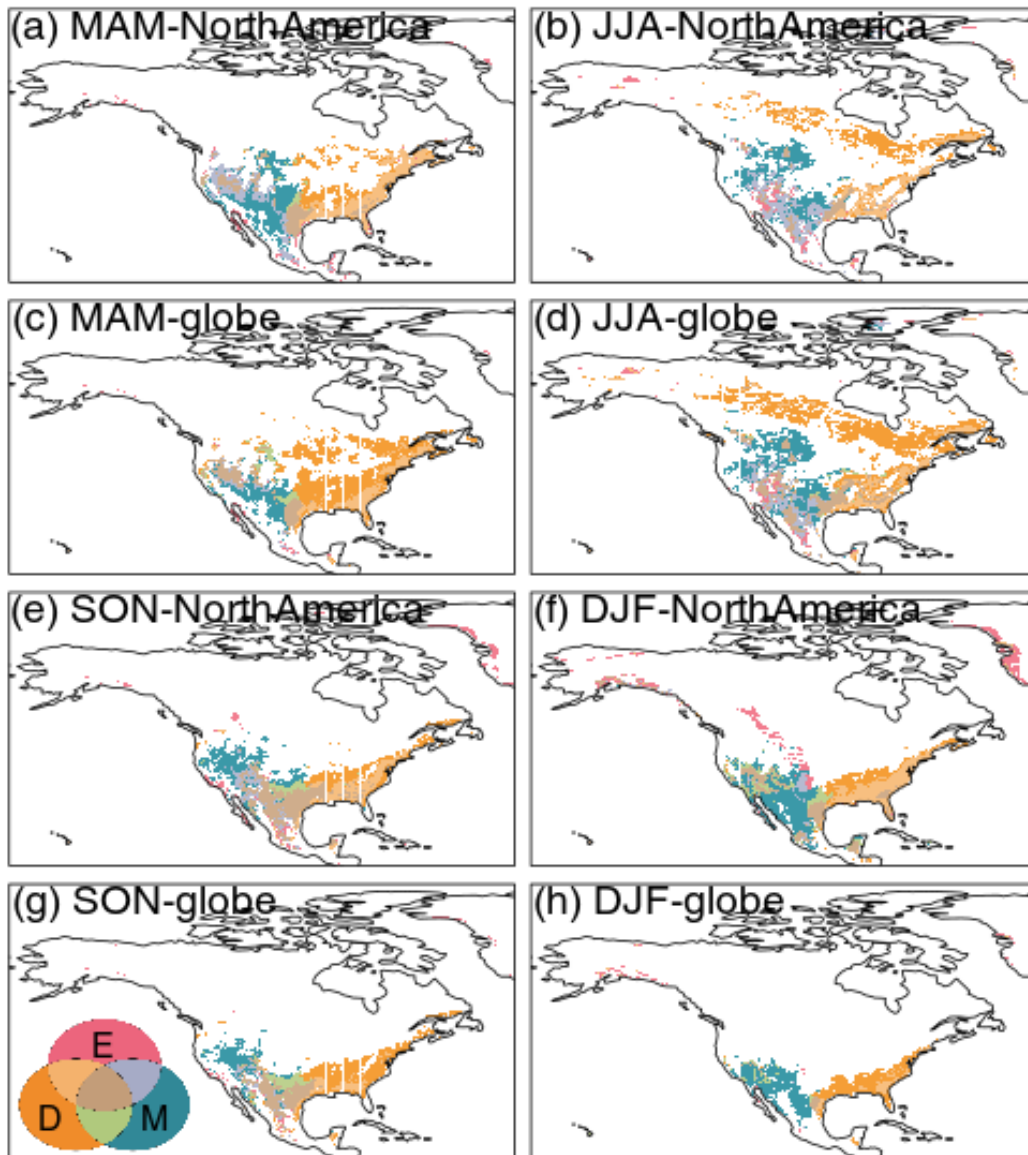 (a) MAM-NorthAmerica
(b) JJA-NorthAmerica
(c) MAM-globe
(d) JJA-globe
(e) SON-NorthAmerica
(f) DJF-NorthAmerica
(g) SON-globe
(h) DJF-globe
E
D M